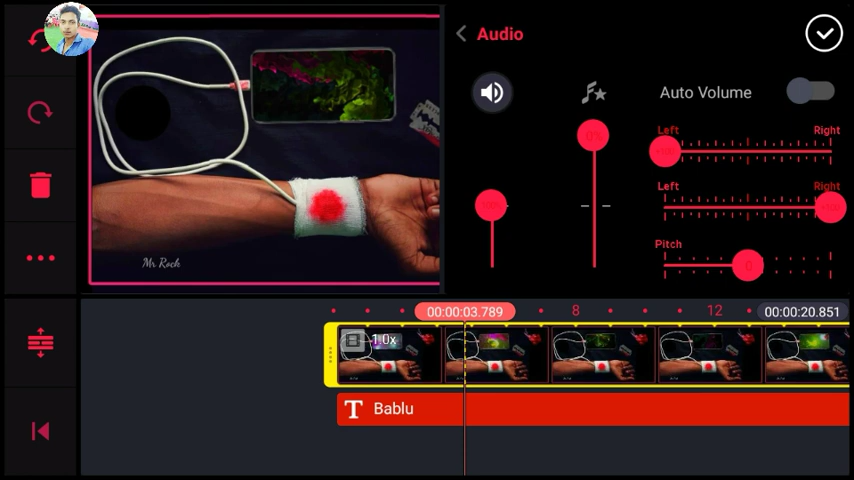 Audio
Auto Volume
Left Right
Left Right
Pitch
0
Mr Rock
00:00:03.789 8 12 00:00:20.851
1.0x
T Bablu